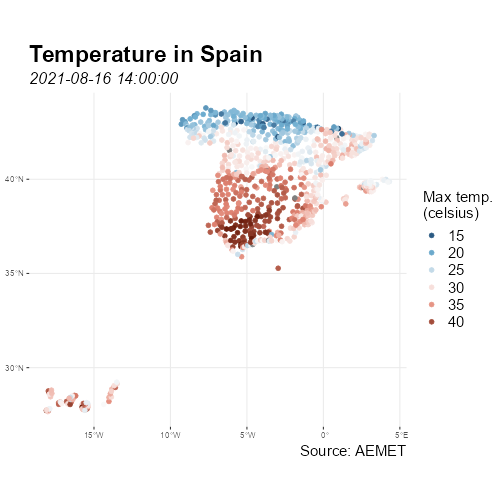 Temperature in Spain
2021-08-16 14:00:00
40°N
35°N
30°N
15°W
10°W
5°W
0°
5°E
Max temp.
(celsius)
15
20
25
30
35
40
Source: AEMET